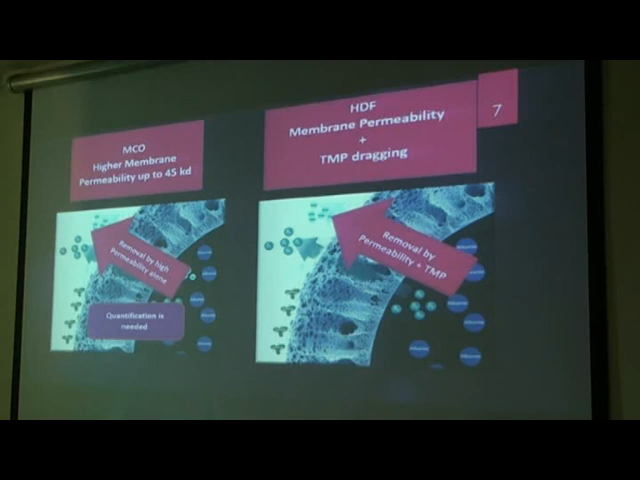 MCO
Higher Membrane
Permeability up to 45 kd
HDF
Membrane Permeability
+
TMP dragging
7
Removal by high
Permeability alone
Quantification is
needed
Removal by
Permeability + TMP